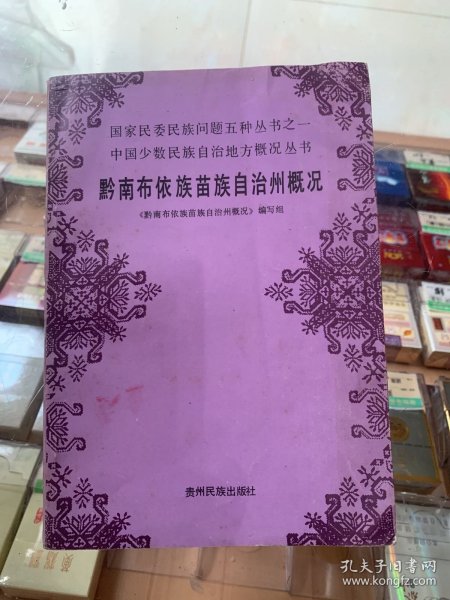 国家民委民族问题五种丛书之一
中国少数民族自治地方概况丛书
黔南布依族苗族自治州概况
《黔南布依族苗族自治州概况》编写组
贵州民族出版社
孔夫子旧书网
www.kongfz.com